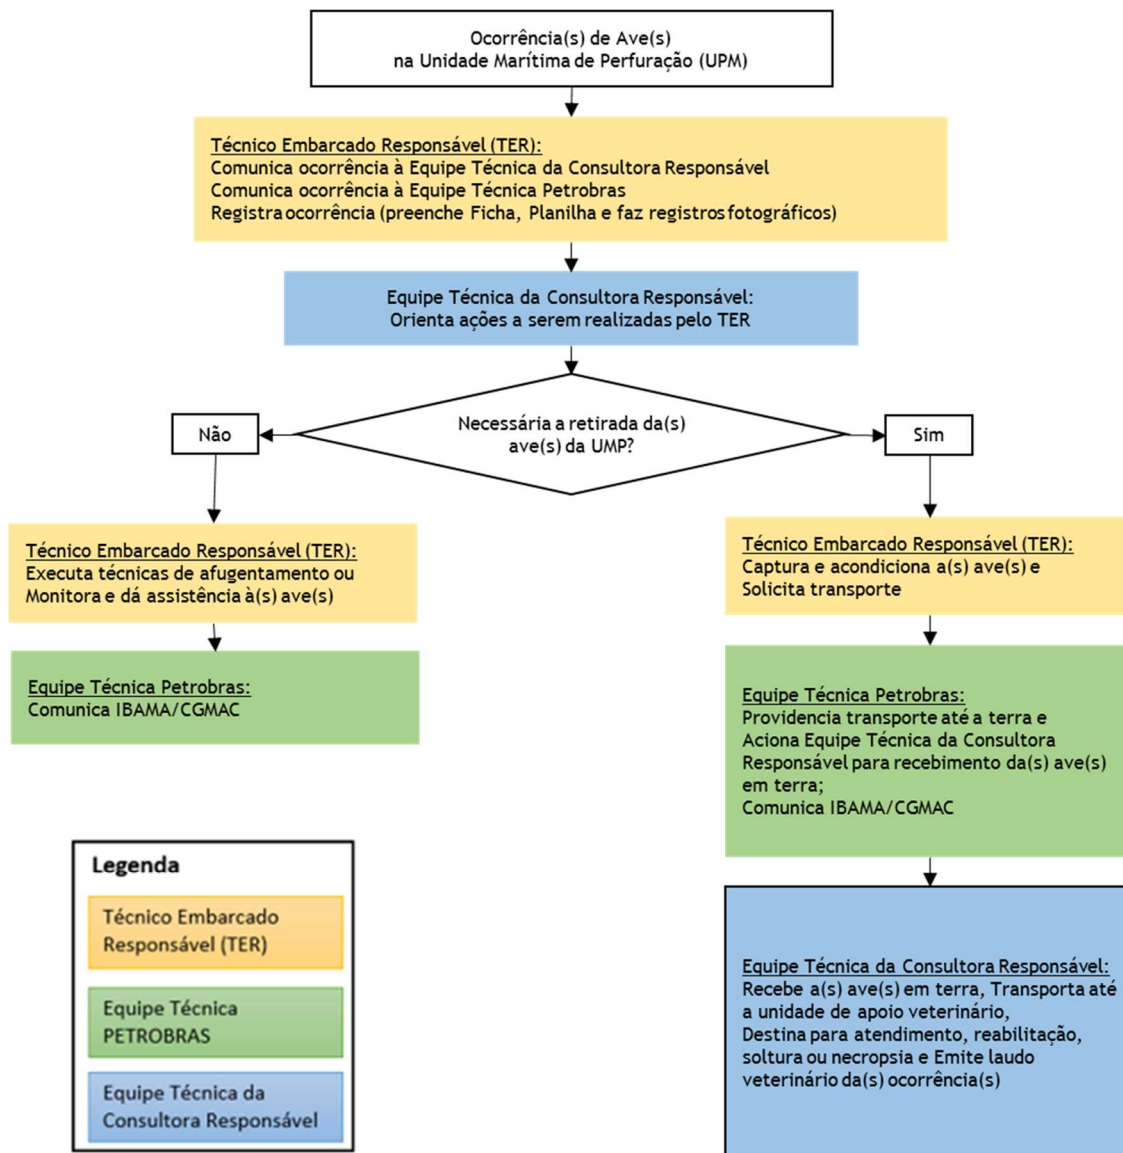 Ocorrência(s) de Ave(s)
na Unidade Marítima de Perfuração (UPM)
Técnico Embarcado Responsável (TER):
Comunica ocorrência à Equipe Técnica da Consultora Responsável
Comunica ocorrência à Equipe Técnica Petrobras
Registra ocorrência (preenche Ficha, Planilha e faz registros fotográficos)
Equipe Técnica da Consultora Responsável:
Orienta ações a serem realizadas pelo TER
Necessária a retirada da(s)
ave(s) da UMP?
Não
Sim
Técnico Embarcado Responsável (TER):
Executa técnicas de afugentamento ou
Monitora e dá assistência à(s) ave(s)
Equipe Técnica Petrobras:
Comunica IBAMA/CGMAC
Técnico Embarcado Responsável (TER):
Captura e acondiciona a(s) ave(s) e
Solicita transporte
Equipe Técnica Petrobras:
Providencia transporte até a terra e
Aciona Equipe Técnica da Consultora
Responsável para recebimento da(s) ave(s)
em terra;
Comunica IBAMA/CGMAC
Equipe Técnica da Consultora Responsável:
Recebe a(s) ave(s) em terra, Transporta até
a unidade de apoio veterinário,
Destina para atendimento, reabilitação,
soltura ou necropsia e Emite laudo
veterinário da(s) ocorrência(s)
Legenda
Técnico Embarcado
Responsável (TER)
Equipe Técnica
PETROBRAS
Equipe Técnica da
Consultora Responsável